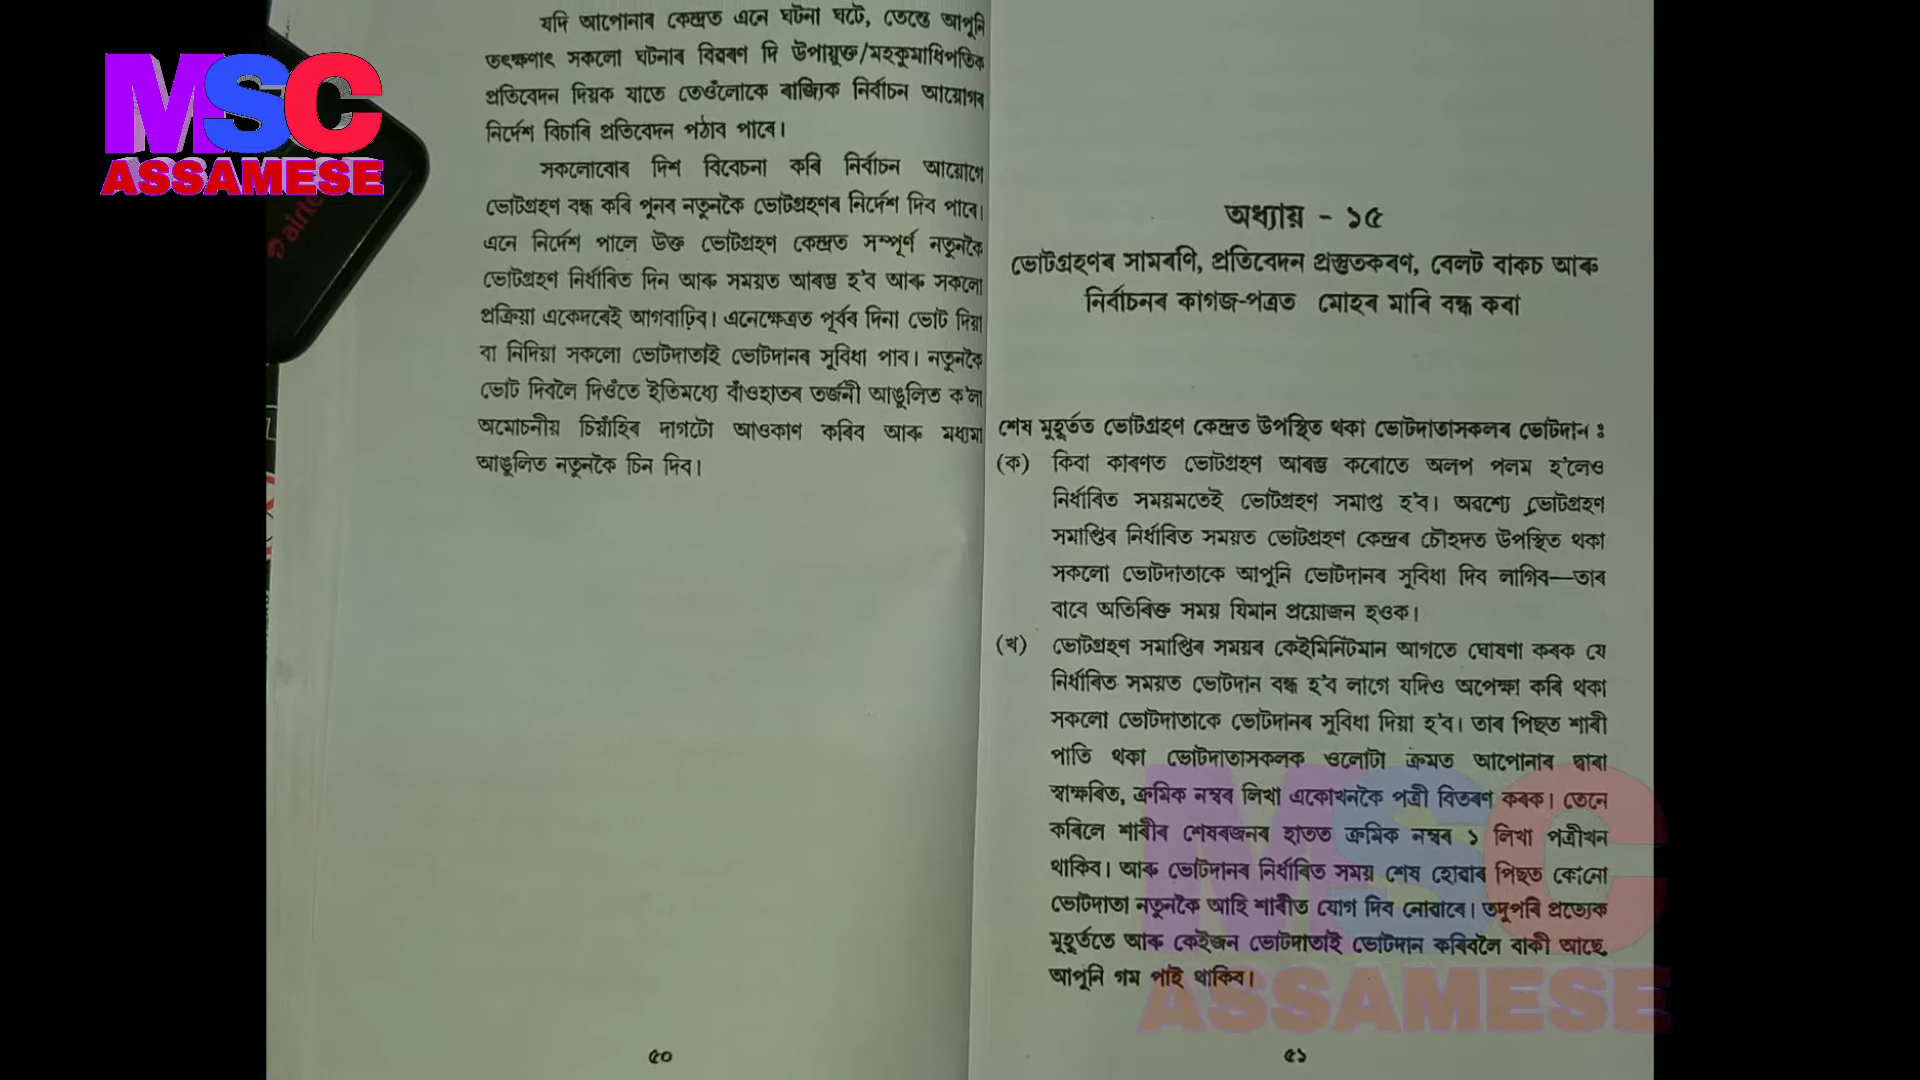 MSC
ASSAMESE
airte
যদি আপোনাৰ কেন্দ্ৰত এনে ঘটনা ঘটে, তেন্তে আপুনি
তৎক্ষণাৎ সকলো ঘটনাৰ বিৱৰণ দি উপায়ুক্ত/মহকুমাধিপতিক
প্ৰতিবেদন দিয়ক যাতে তেওঁলোকে ৰাজ্যিক নিৰ্বাচন আয়োগৰ
নিৰ্দেশ বিচাৰি প্ৰতিবেদন পঠাব পাৰে।
সকলোবোৰ দিশ বিবেচনা কৰি নিৰ্বাচন আয়োগে
ভোটগ্ৰহণ বন্ধ কৰি পুনৰ নতুনকৈ ভোটগ্ৰহণৰ নিৰ্দেশ দিব পাৰে।
এনে নিৰ্দেশ পালে উক্ত ভোটগ্ৰহণ কেন্দ্ৰত সম্পূৰ্ণ নতুনকৈ
ভোটগ্ৰহণ নিৰ্ধাৰিত দিন আৰু সময়ত আৰম্ভ হ'ব আৰু সকলো
প্ৰক্ৰিয়া একেদৰেই আগবাঢ়িব। এনেক্ষেত্ৰত পূৰ্বৰ দিনা ভোট দিয়া
বা নিদিয়া সকলো ভোটদাতাই ভোটদানৰ সুবিধা পাব। নতুনকৈ
ভোট দিবলৈ দিওঁতে ইতিমধ্যে বাঁওহাতৰ তৰ্জনী আঙুলিত ক'লা
অমোচনীয় চিয়াঁহিৰ দাগটো আওকাণ কৰিব আৰু মধ্যমা
আঙুলিত নতুনকৈ চিন দিব।
৫০
অধ্যায় - ১৫
ভোটগ্ৰহণৰ সামৰণি, প্ৰতিবেদন প্ৰস্তুতকৰণ, বেলট বাকচ আৰু
নিৰ্বাচনৰ কাগজ-পত্ৰত মোহৰ মাৰি বন্ধ কৰা
শেষ মুহূৰ্তত ভোটগ্ৰহণ কেন্দ্ৰত উপস্থিত থকা ভোটদাতাসকলৰ ভোটদান ঃ
(ক) কিবা কাৰণত ভোটগ্ৰহণ আৰম্ভ কৰোতে অলপ পলম হ'লেও
নিৰ্ধাৰিত সময়মতেই ভোটগ্ৰহণ সমাপ্ত হ'ব। অৱশ্যে ভোটগ্ৰহণ
সমাপ্তিৰ নিৰ্ধাৰিত সময়ত ভোটগ্ৰহণ কেন্দ্ৰৰ চৌহদত উপস্থিত থকা
সকলো ভোটদাতাকে আপুনি ভোটদানৰ সুবিধা দিব লাগিব—তাৰ
বাবে অতিৰিক্ত সময় যিমান প্ৰয়োজন হওক।
(খ) ভোটগ্ৰহণ সমাপ্তিৰ সময়ৰ কেইমিনিটমান আগতে ঘোষণা কৰক যে
নিৰ্ধাৰিত সময়ত ভোটদান বন্ধ হ'ব লাগে যদিও অপেক্ষা কৰি থকা
সকলো ভোটদাতাকে ভোটদানৰ সুবিধা দিয়া হ'ব। তাৰ পিছত শাৰী
পাতি থকা ভোটদাতাসকলক ওলোটা ক্ৰমত আপোনাৰ দ্বাৰা
স্বাক্ষৰিত, ক্ৰমিক নম্বৰ লিখা একোখনকৈ পত্ৰী বিতৰণ কৰক। তেনে
কৰিলে শাৰীৰ শেষৰজনৰ হাতত ক্ৰমিক নম্বৰ ১ লিখা পত্ৰীখন
থাকিব। আৰু ভোটদানৰ নিৰ্ধাৰিত সময় শেষ হোৱাৰ পিছত কোনো
ভোটদাতা নতুনকৈ আহি শাৰীত যোগ দিব নোৱাৰে। তদুপৰি প্ৰত্যেক
মুহূৰ্ততে আৰু কেইজন ভোটদাতাই ভোটদান কৰিবলৈ বাকী আছে,
আপুনি গম পাই থাকিব।
৫১
MSC
ASSAMESE